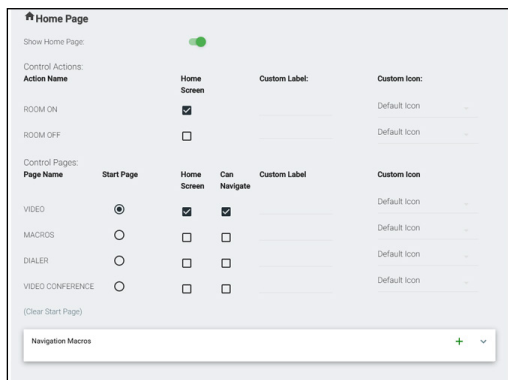 Home Page
Show Home Page:
Control Actions:
Action Name Home Screen Custom Label: Custom Icon:
ROOM ON Default Icon
ROOM OFF Default Icon
Control Pages:
Page Name Start Page Home Screen Can Navigate Custom Label Custom Icon
VIDEO Default Icon
MACROS Default Icon
DIALER Default Icon
VIDEO CONFERENCE Default Icon
(Clear Start Page)
Navigation Macros